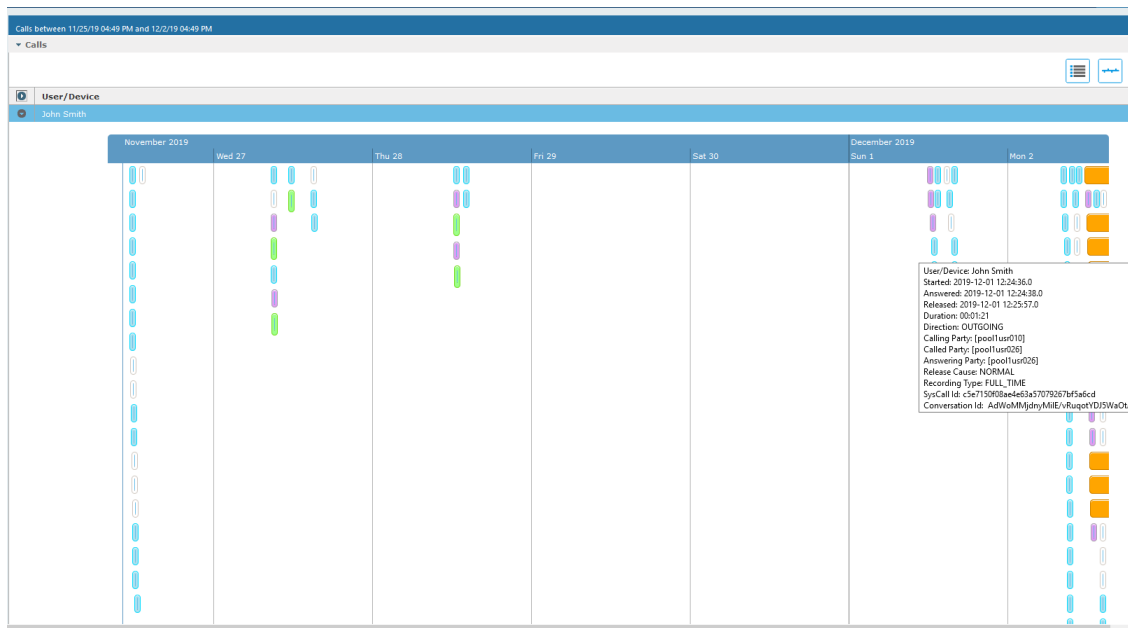 Calls between 11/25/19 04:49 PM and 12/2/19 04:49 PM
Calls
User/Device
John Smith
November 2019 December 2019
Wed 27 Thu 28 Fri 29 Sat 30 Sun 1 Mon 2
User/Device: John Smith
Started: 2019-12-01 12:24:36.0
Answered: 2019-12-01 12:24:38.0
Released: 2019-12-01 12:25:57.0
Duration: 00:01:21
Direction: OUTGOING
Calling Party: [pool1usr010]
Called Party: [pool1usr026]
Answering Party: [pool1usr026]
Release Cause: NORMAL
Recording Type: FULL_TIME
SysCall Id: c5e7150f08ae4e63a57079267bf5a6cd
Conversation Id: AdWoMMjdnyMilE/vRuqotYDJ5WaOt